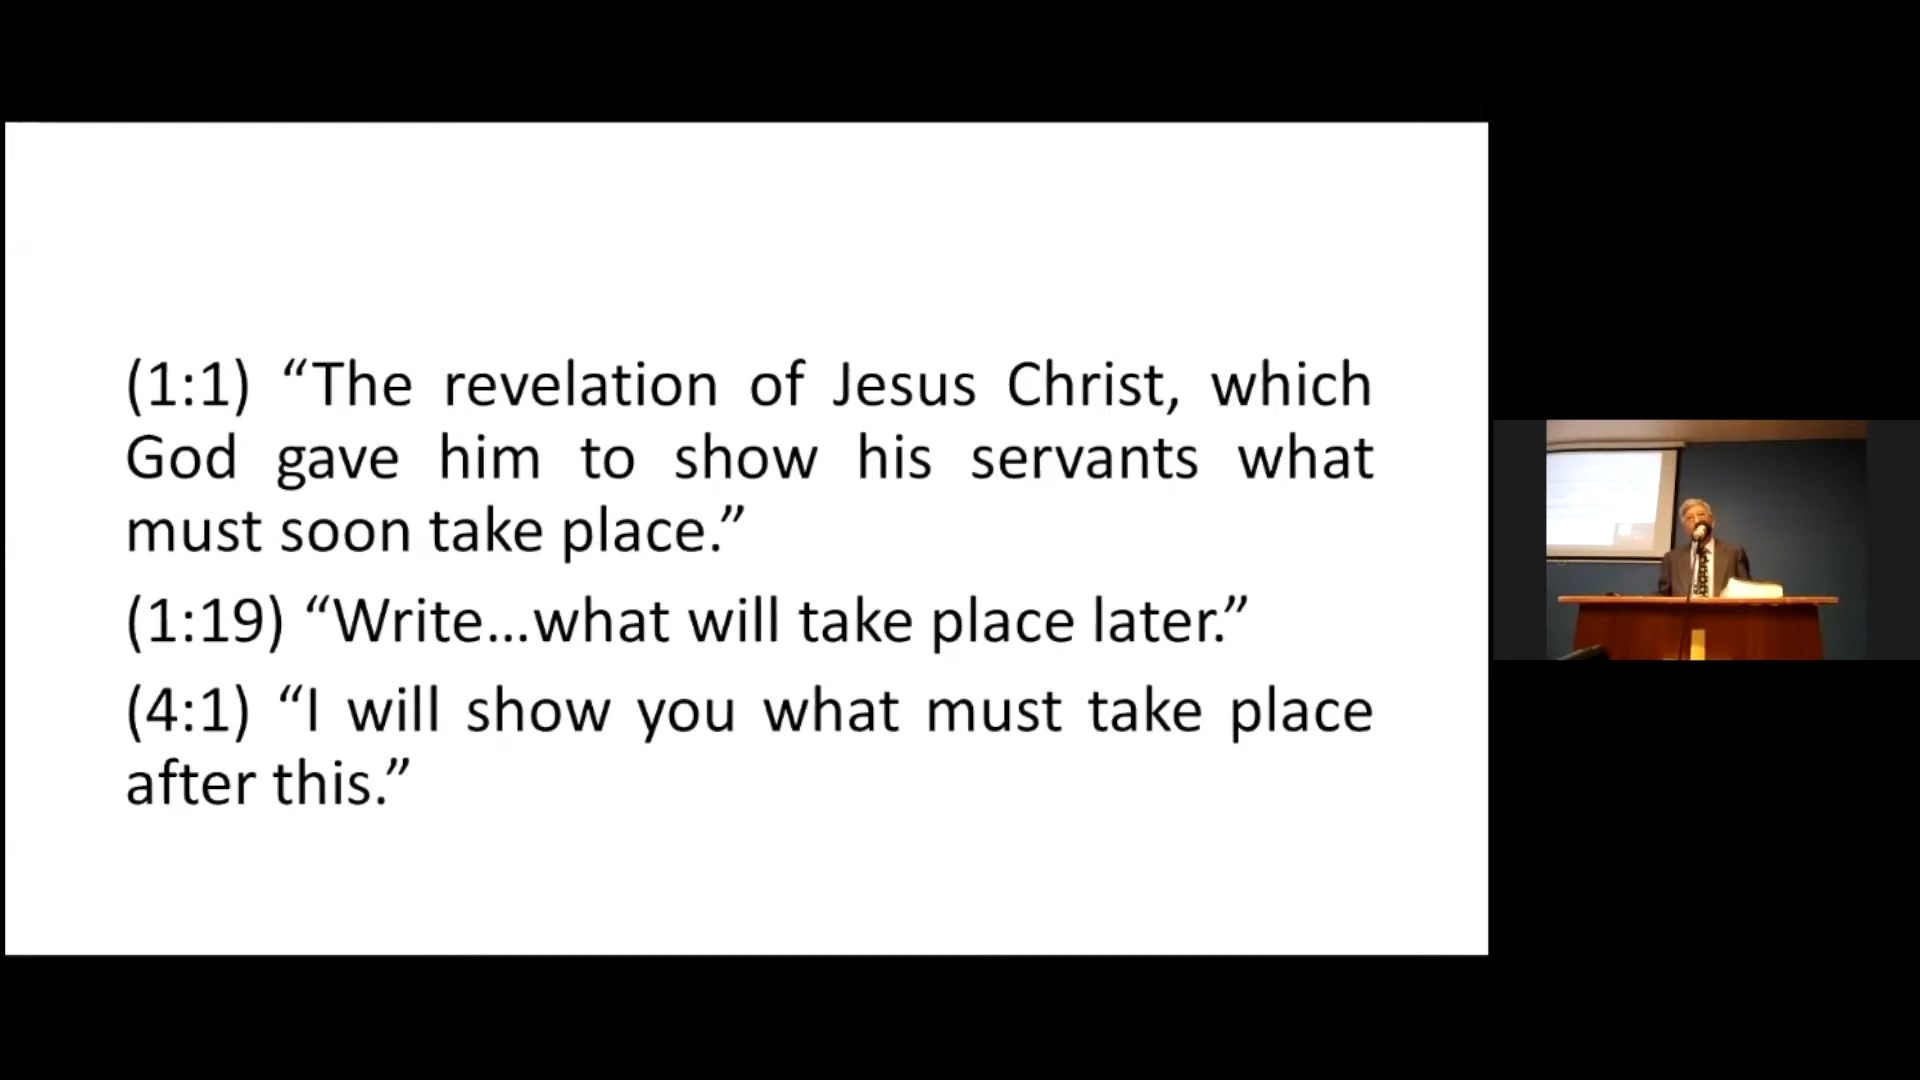 (1:1) “The revelation of Jesus Christ, which
God gave him to show his servants what
must soon take place.”
(1:19) “Write...what will take place later.”
(4:1) “I will show you what must take place
after this.”